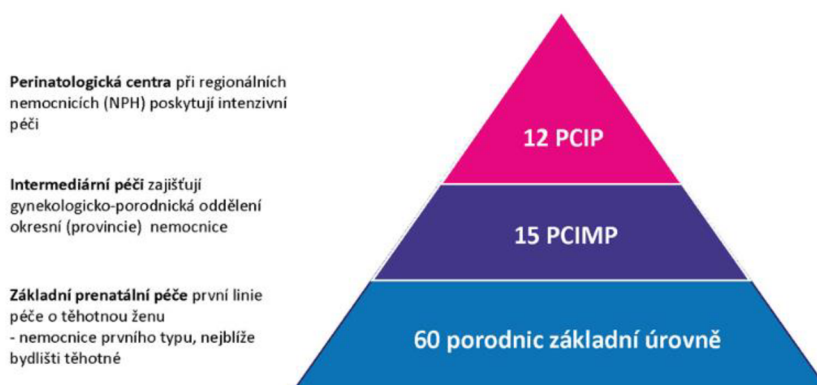 Perinatologická centra při regionálních
nemocnicích (NPH) poskytují intenzivní
péči
12 PCIP
Intermediární péči zajišťují
gynekologicko-porodnická oddělení
okresní (provincie) nemocnice
15 PCIMP
Základní prenatální péče první linie
péče o těhotnou ženu
- nemocnice prvního typu, nejblíže
bydlišti těhotné
60 porodnic základní úrovně